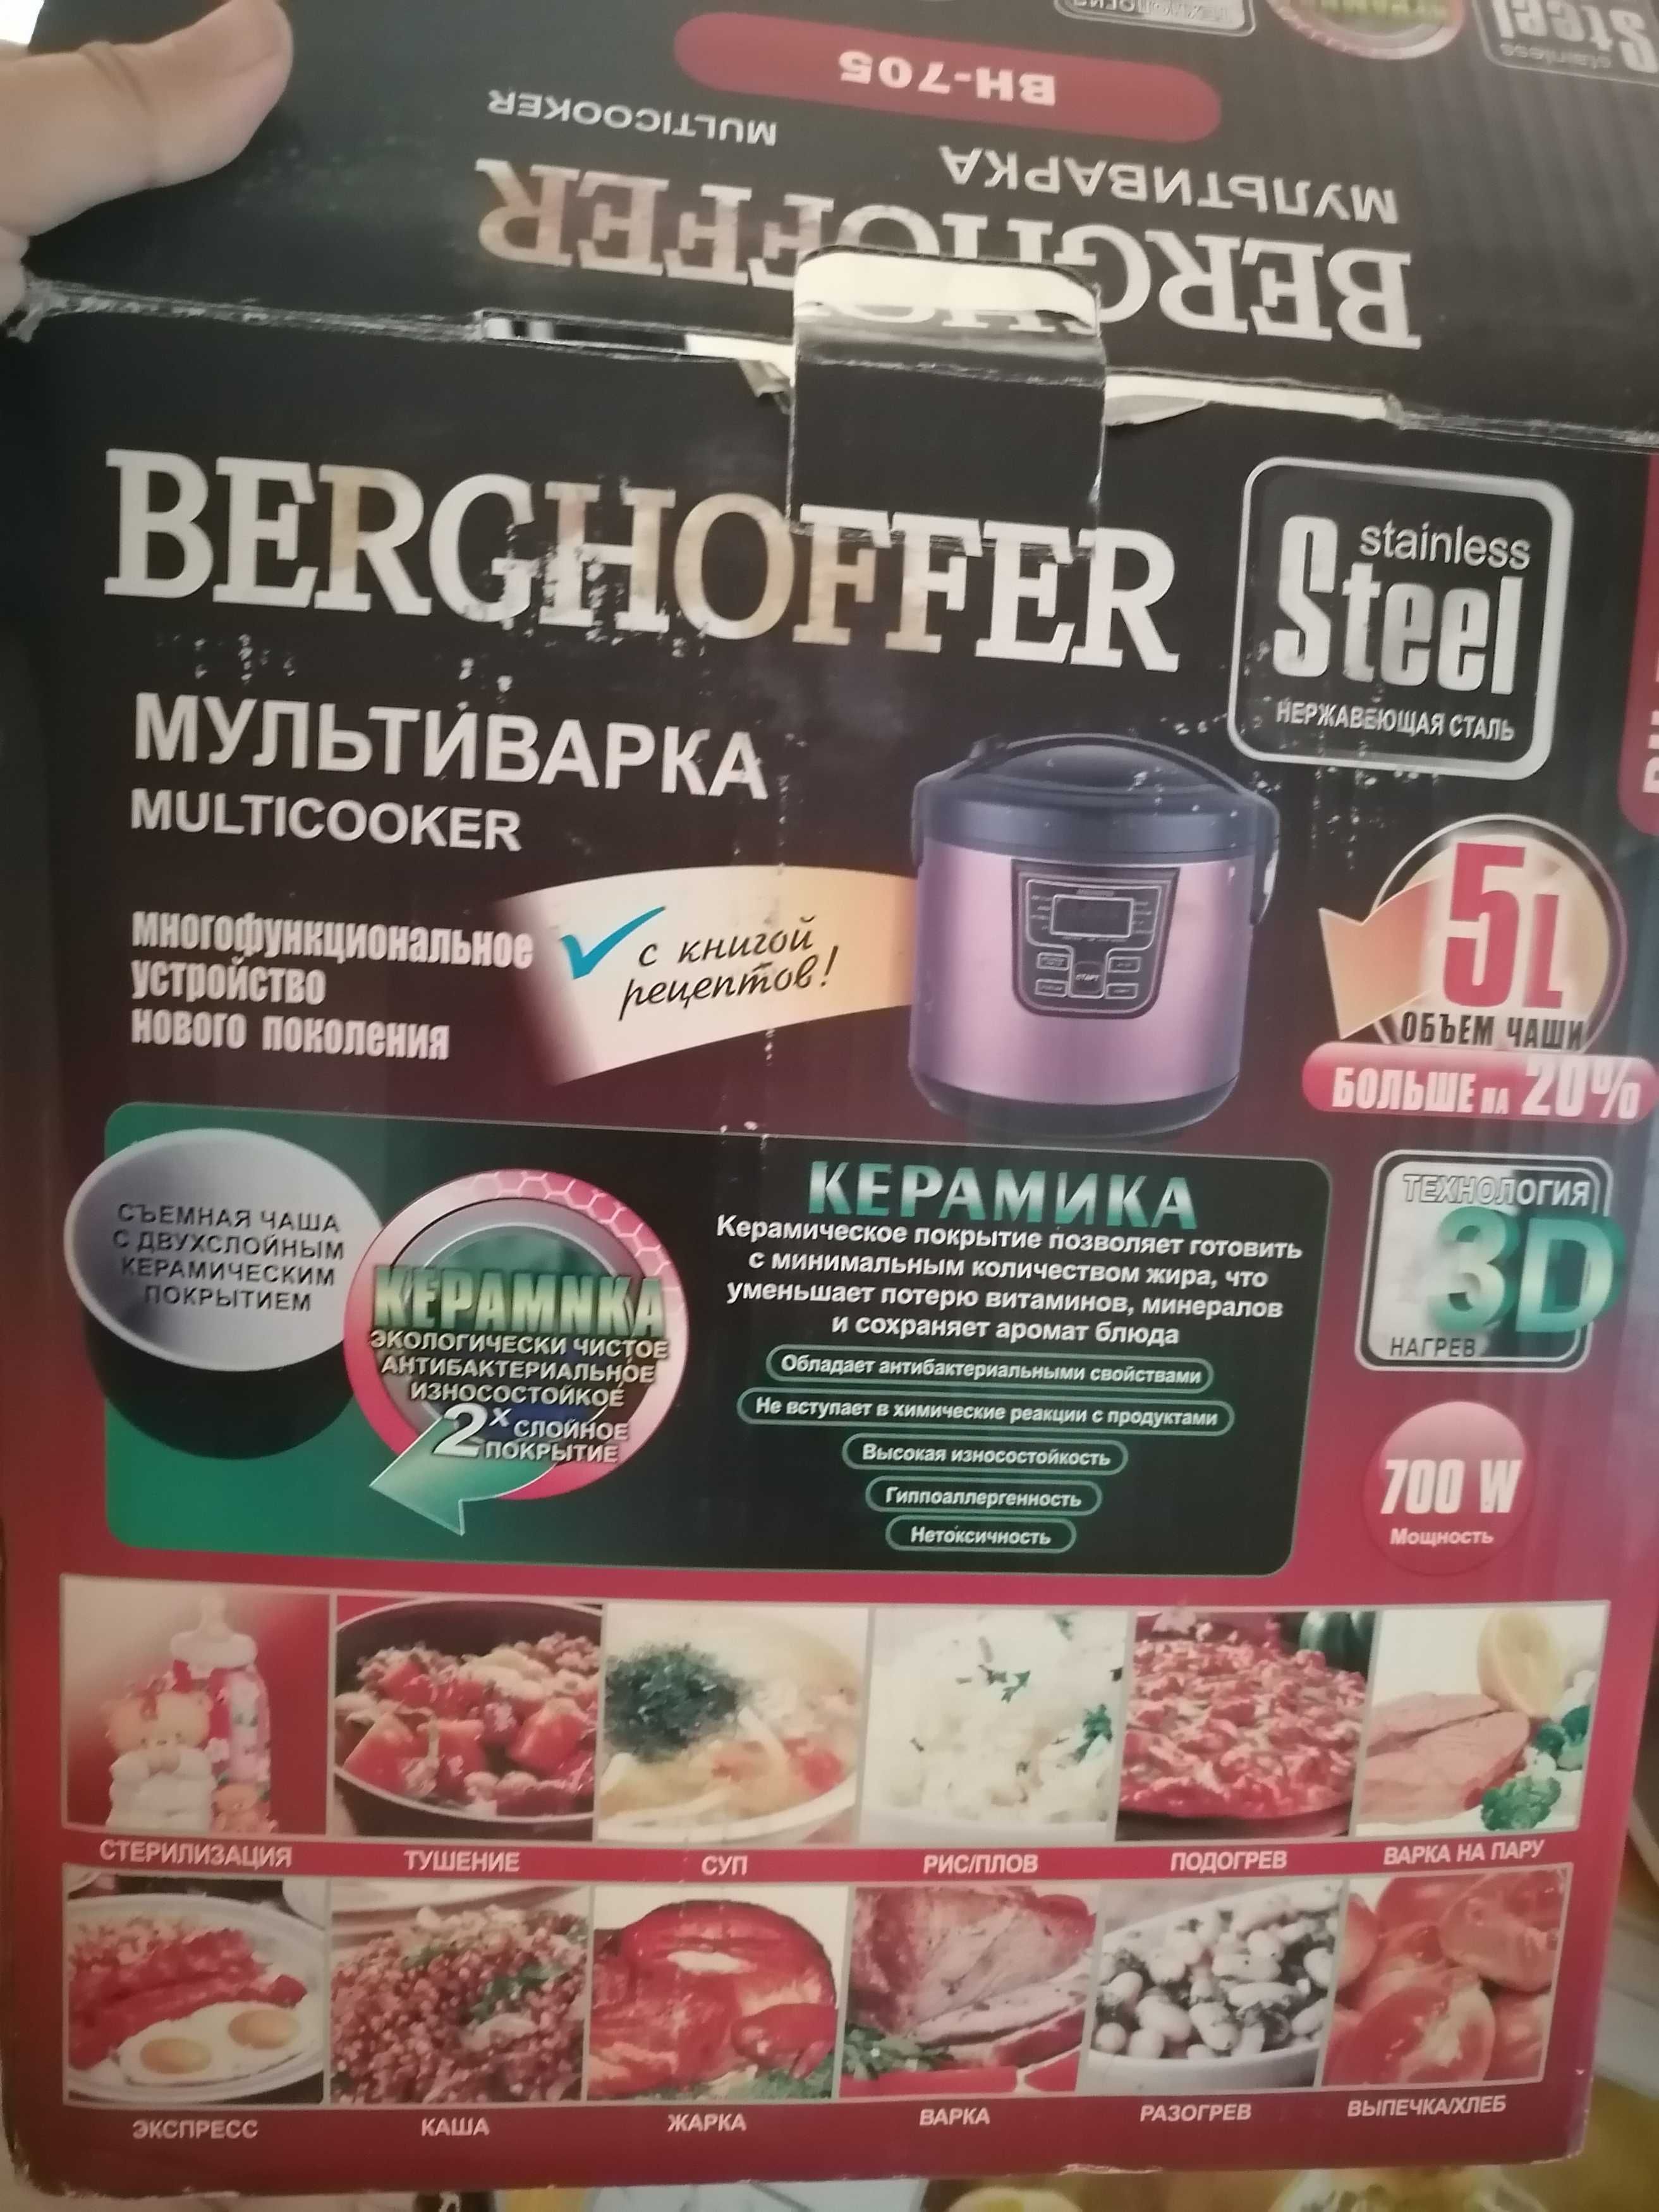 Steel
stainless
BH-705
MULTICOOKER
МУЛЬТИВАРКА
BERGHOFFER
BERGHOFFER
stainless
Steel
НЕРЖАВЕЮЩАЯ СТАЛЬ
МУЛЬТИВАРКА
MULTICOOKER
многофункциональное
устройство
нового поколения
с книгой
рецептов!
СТАРТ
5L
ОБЪЕМ ЧАШИ
БОЛЬШЕ НА 20%
СЪЕМНАЯ ЧАША
С ДВУХСЛОЙНЫМ
КЕРАМИЧЕСКИМ
ПОКРЫТИЕМ
КЕРАМNКА
ЭКОЛОГИЧЕСКИ ЧИСТОЕ
АНТИБАКТЕРИАЛЬНОЕ
ИЗНОСОСТОЙКОЕ
2Х СЛОЙНОЕ
ПОКРЫТИЕ
КЕРАМИКА
Керамическое покрытие позволяет готовить
с минимальным количеством жира, что
уменьшает потерю витаминов, минералов
и сохраняет аромат блюда
Обладает антибактериальными свойствами
Не вступает в химические реакции с продуктами
Высокая износостойкость
Гиппоаллергенность
Нетоксичность
ТЕХНОЛОГИЯ
3D
НАГРЕВ
700 W
Мощность
СТЕРИЛИЗАЦИЯ
ТУШЕНИЕ
СУП
РИС/ПЛОВ
ПОДОГРЕВ
ВАРКА НА ПАРУ
ЭКСПРЕСС
КАША
ЖАРКА
ВАРКА
РАЗОГРЕВ
ВЫПЕЧКА/ХЛЕБ